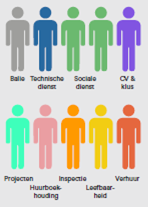 Balie Technische Sociale CV &
dienst dienst klus
Projecten Inspectie Verhuur
Huurboek- Leefbaar-
houding heid